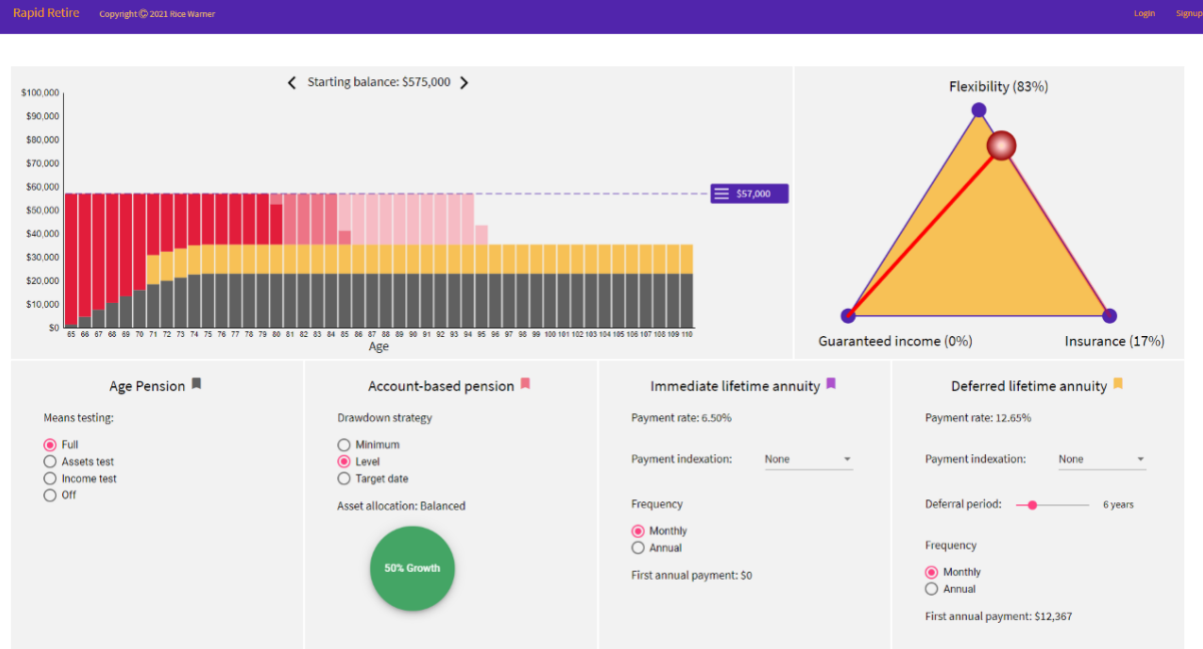 Rapid Retire Copyright © 2021 Rice Warner Login Signup
Starting balance: $575,000
$100,000
$90,000
$80,000
$70,000
$60,000
$50,000
$40,000
$30,000
$20,000
$10,000
$0
$57,000
65 66 67 68 69 70 71 72 73 74 75 76 77 78 79 80 81 82 83 84 85 86 87 88 89 90 91 92 93 94 95 96 97 98 99 100 101 102 103 104 105 106 107 108 109 110
Age
Flexibility (83%)
Guaranteed income (0%) Insurance (17%)
Age Pension
Means testing:
Full
Assets test
Income test
Off
Account-based pension
Drawdown strategy
Minimum
Level
Target date
Asset allocation: Balanced
50% Growth
Immediate lifetime annuity
Payment rate: 6.50%
Payment indexation: None
Frequency
Monthly
Annual
First annual payment: $0
Deferred lifetime annuity
Payment rate: 12.65%
Payment indexation: None
Deferral period: 6 years
Frequency
Monthly
Annual
First annual payment: $12,367